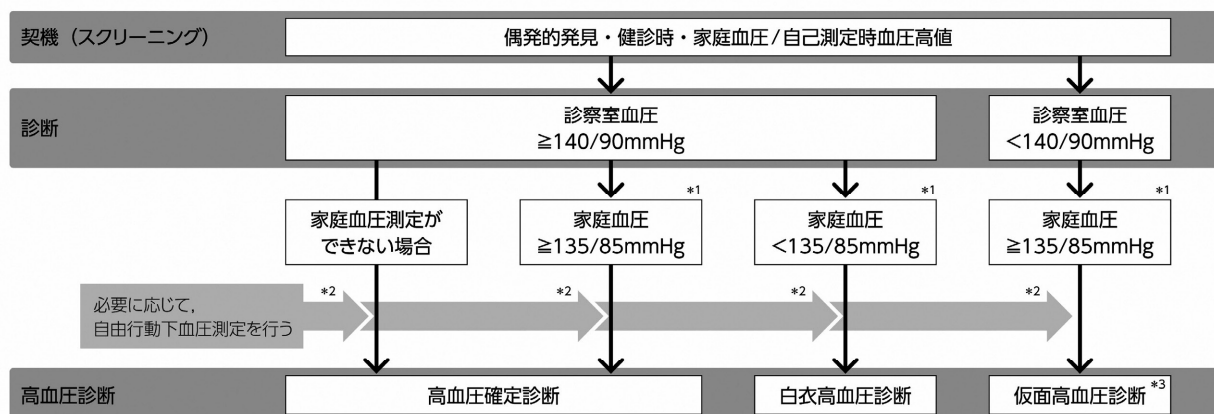 契機（スクリーニング）
偶発的発見・健診時・家庭血圧/自己測定時血圧高値
診断
診察室血圧
≧140/90mmHg
診察室血圧
<140/90mmHg
家庭血圧測定が
できない場合
*1
家庭血圧
≧135/85mmHg
*1
家庭血圧
<135/85mmHg
*1
家庭血圧
≧135/85mmHg
必要に応じて,
自由行動下血圧測定を行う
*2
*2
*2
*2
高血圧診断
高血圧確定診断
白衣高血圧診断
仮面高血圧診断*3